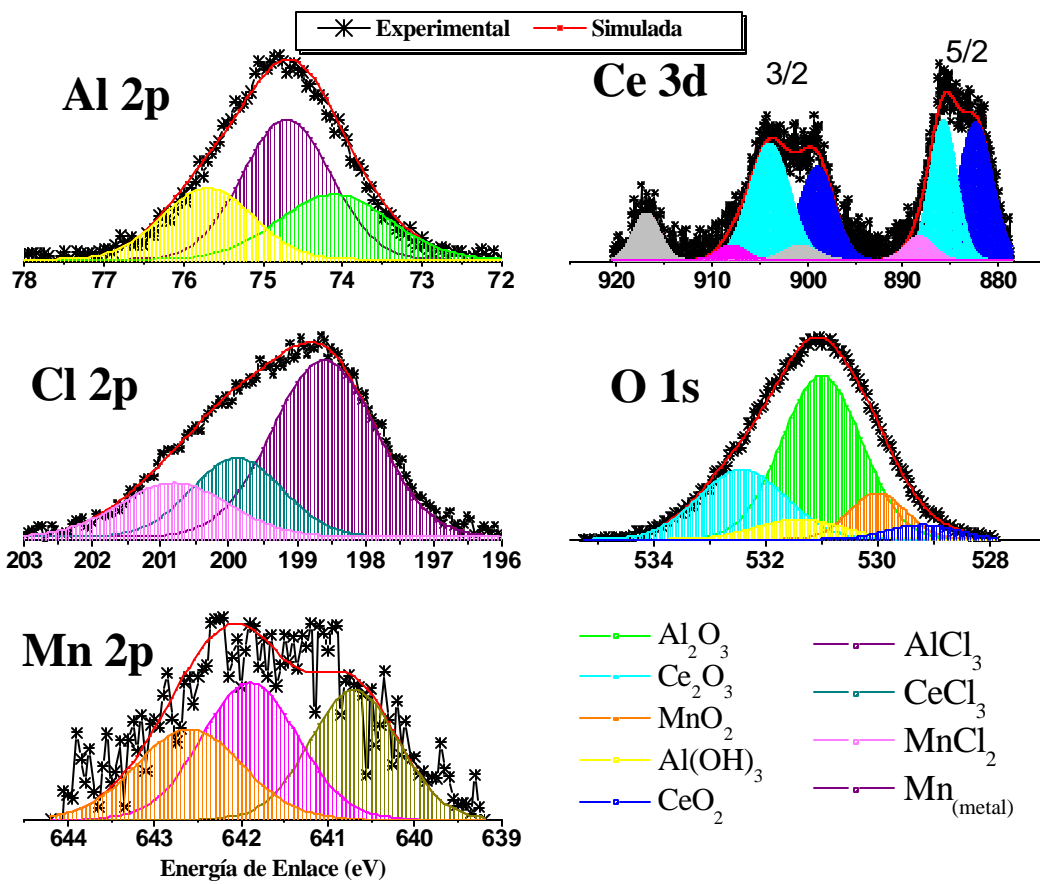 Experimental Simulada
Al 2p
78 77 76 75 74 73 72
Ce 3d
3/2
5/2
920 910 900 890 880
Cl 2p
203 202 201 200 199 198 197 196
O 1s
534 532 530 528
Mn 2p
644 643 642 641 640 639
Energía de Enlace (eV)
Al₂O₃
Ce₂O₃
MnO₂
Al(OH)₃
CeO₂
AlCl₃
CeCl₃
MnCl₂
Mn(metal)